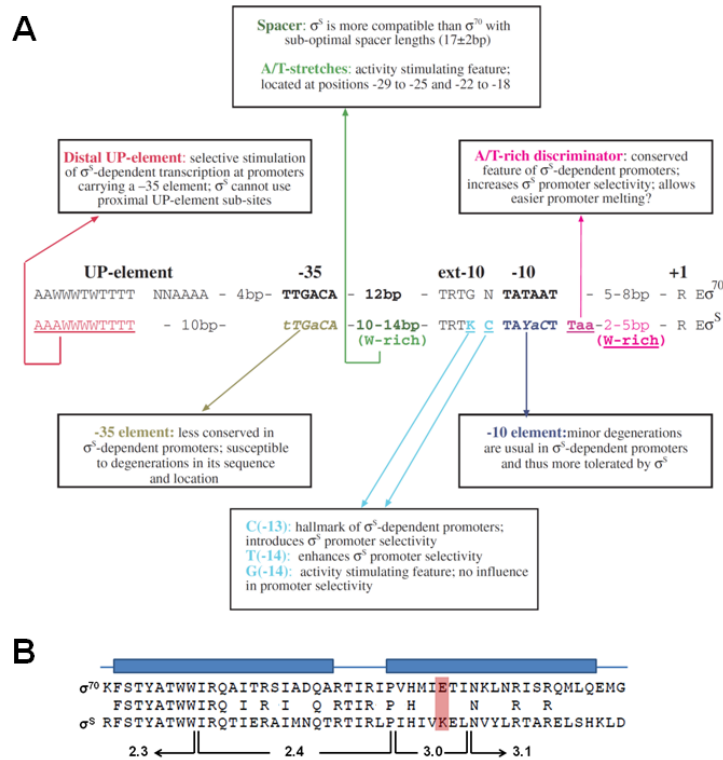 A
Spacer: σS is more compatible than σ70 with
sub-optimal spacer lengths (17±2bp)
A/T-stretches: activity stimulating feature;
located at positions -29 to -25 and -22 to -18
Distal UP-element: selective stimulation
of σS-dependent transcription at promoters
carrying a –35 element; σS cannot use
proximal UP-element sub-sites
A/T-rich discriminator: conserved
feature of σS-dependent promoters;
increases σS promoter selectivity; allows
easier promoter melting?
UP-element -35 ext-10 -10 +1
AAWWWTWTTTT NNAAAA - 4bp- TTGACA - 12bp - TRTG N TATAAT - 5-8bp - R Eσ70
AAAWWWWTTTT - 10bp- tTGaCA - 10-14bp - TRTK C TAYaCT Taa -2-5bp - R EσS
(W-rich) (W-rich)
-35 element: less conserved in
σS-dependent promoters; susceptible
to degenerations in its sequence
and location
-10 element:minor degenerations
are usual in σS-dependent promoters
and thus more tolerated by σS
C(-13): hallmark of σS-dependent promoters;
introduces σS promoter selectivity
T(-14): enhances σS promoter selectivity
G(-14): activity stimulating feature; no influence
in promoter selectivity
B
σ70 KFSTYATWWIRQAITRSIADQARTIRIPVHMIETINKLNRISRQMLQEMG
FSTYATWWIRQ I R I Q RTIR P H N R R
σS RFSTYATWWIRQTIERAIMNQTRTIRLPIHIVKELNVYLRTARELSHKLD
2.3 2.4 3.0 3.1